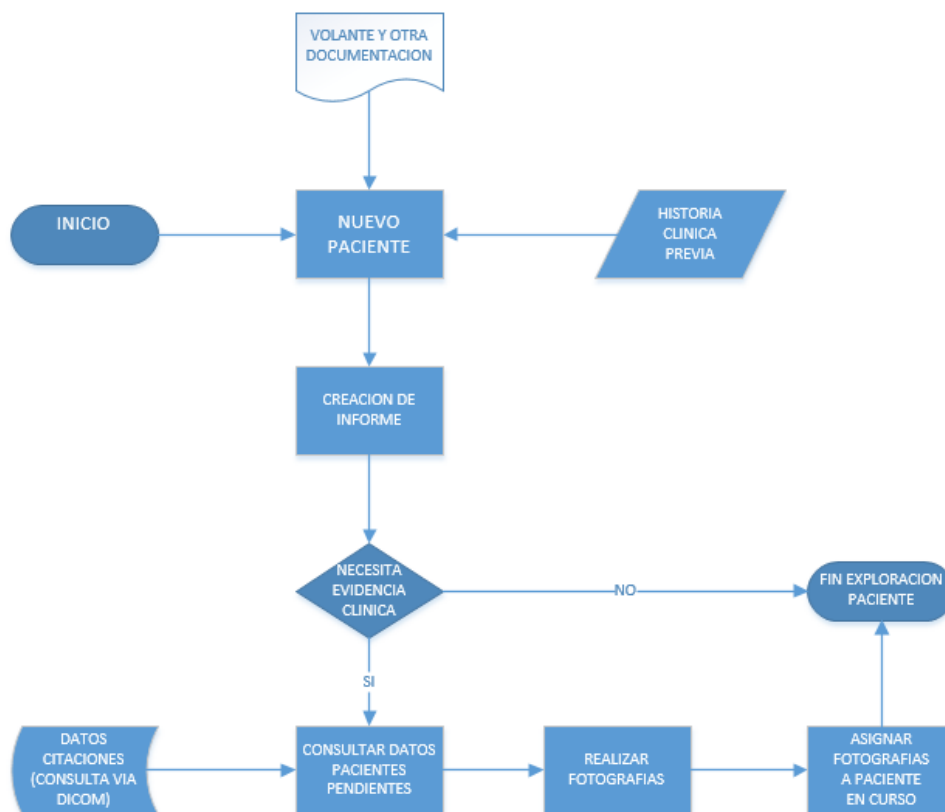 VOLANTE Y OTRA
DOCUMENTACION
INICIO
NUEVO
PACIENTE
HISTORIA
CLINICA
PREVIA
CREACION DE
INFORME
NECESITA
EVIDENCIA
CLINICA
NO
FIN EXPLORACION
PACIENTE
SI
DATOS
CITACIONES
(CONSULTA VIA
DICOM)
CONSULTAR DATOS
PACIENTES
PENDIENTES
REALIZAR
FOTOGRAFIAS
ASIGNAR
FOTOGRAFIAS
A PACIENTE
EN CURSO